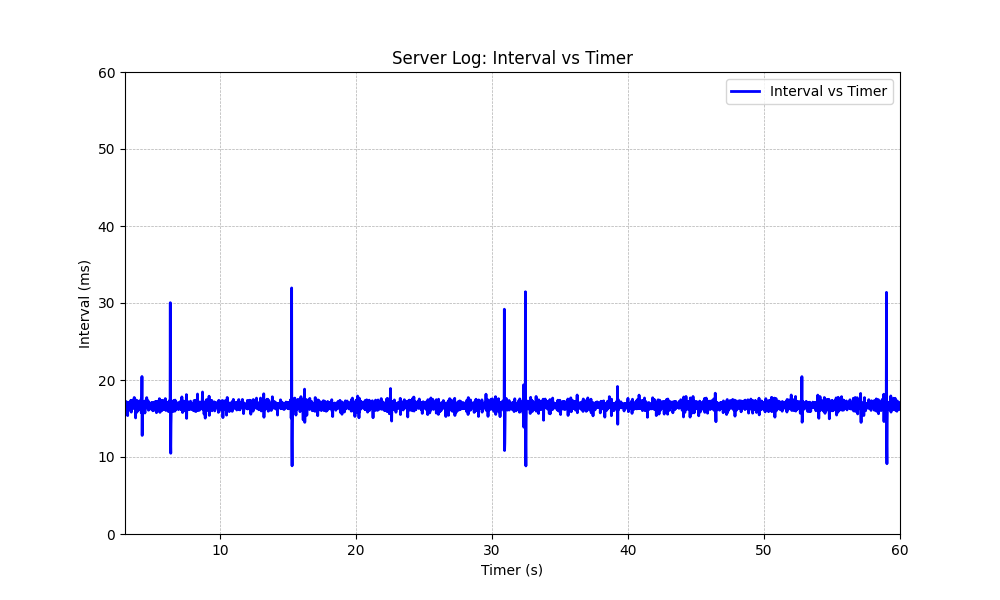 Server Log: Interval vs Timer
60
Interval vs Timer
50
40
Interval (ms)
30
20
10
0
10 20 30 40 50 60
Timer (s)